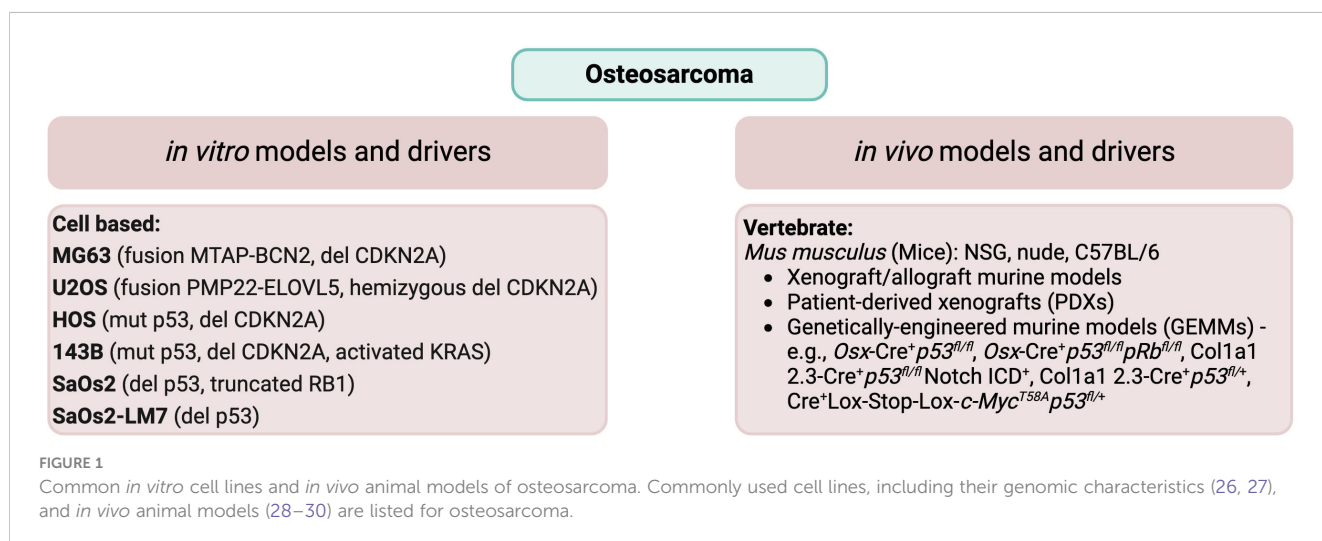 Osteosarcoma
in vitro models and drivers
Cell based:
MG63 (fusion MTAP-BCN2, del CDKN2A)
U2OS (fusion PMP22-ELOVL5, hemizygous del CDKN2A)
HOS (mut p53, del CDKN2A)
143B (mut p53, del CDKN2A, activated KRAS)
SaOs2 (del p53, truncated RB1)
SaOs2-LM7 (del p53)
in vivo models and drivers
Vertebrate:
Mus musculus (Mice): NSG, nude, C57BL/6
• Xenograft/allograft murine models
• Patient-derived xenografts (PDXs)
• Genetically-engineered murine models (GEMMs) -
e.g., Osx-Cre⁺p53fl/fl, Osx-Cre⁺p53fl/flpRbfl/fl, Col1a1
2.3-Cre⁺p53fl/fl Notch ICD⁺, Col1a1 2.3-Cre⁺p53fl/+,
Cre⁺Lox-Stop-Lox-c-MycT58Ap53fl/+
FIGURE 1
Common in vitro cell lines and in vivo animal models of osteosarcoma. Commonly used cell lines, including their genomic characteristics (26, 27),
and in vivo animal models (28–30) are listed for osteosarcoma.